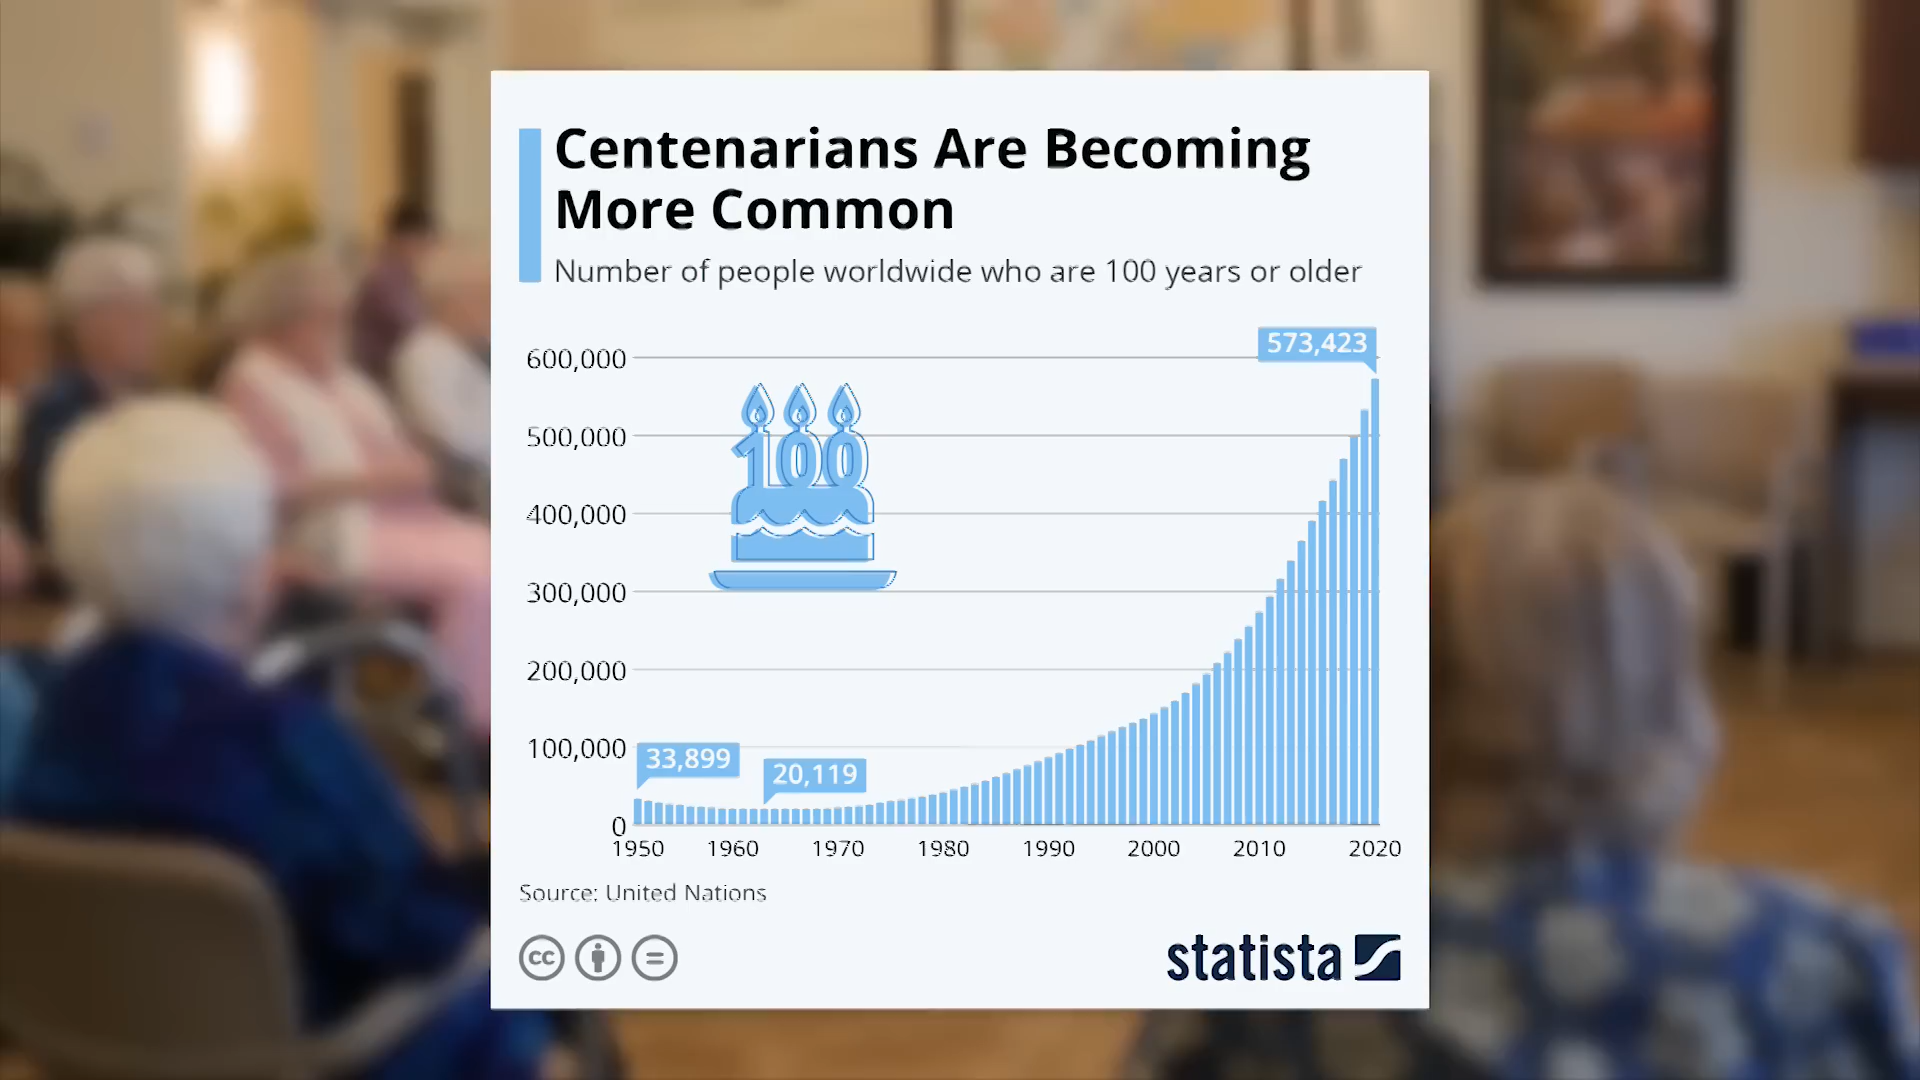 Centenarians Are Becoming
More Common
Number of people worldwide who are 100 years or older
573,423
600,000
100
500,000
400,000
300,000
200,000
100,000
33,899
20,119
0
1950 1960 1970 1980 1990 2000 2010 2020
Source: United Nations
cc
statista